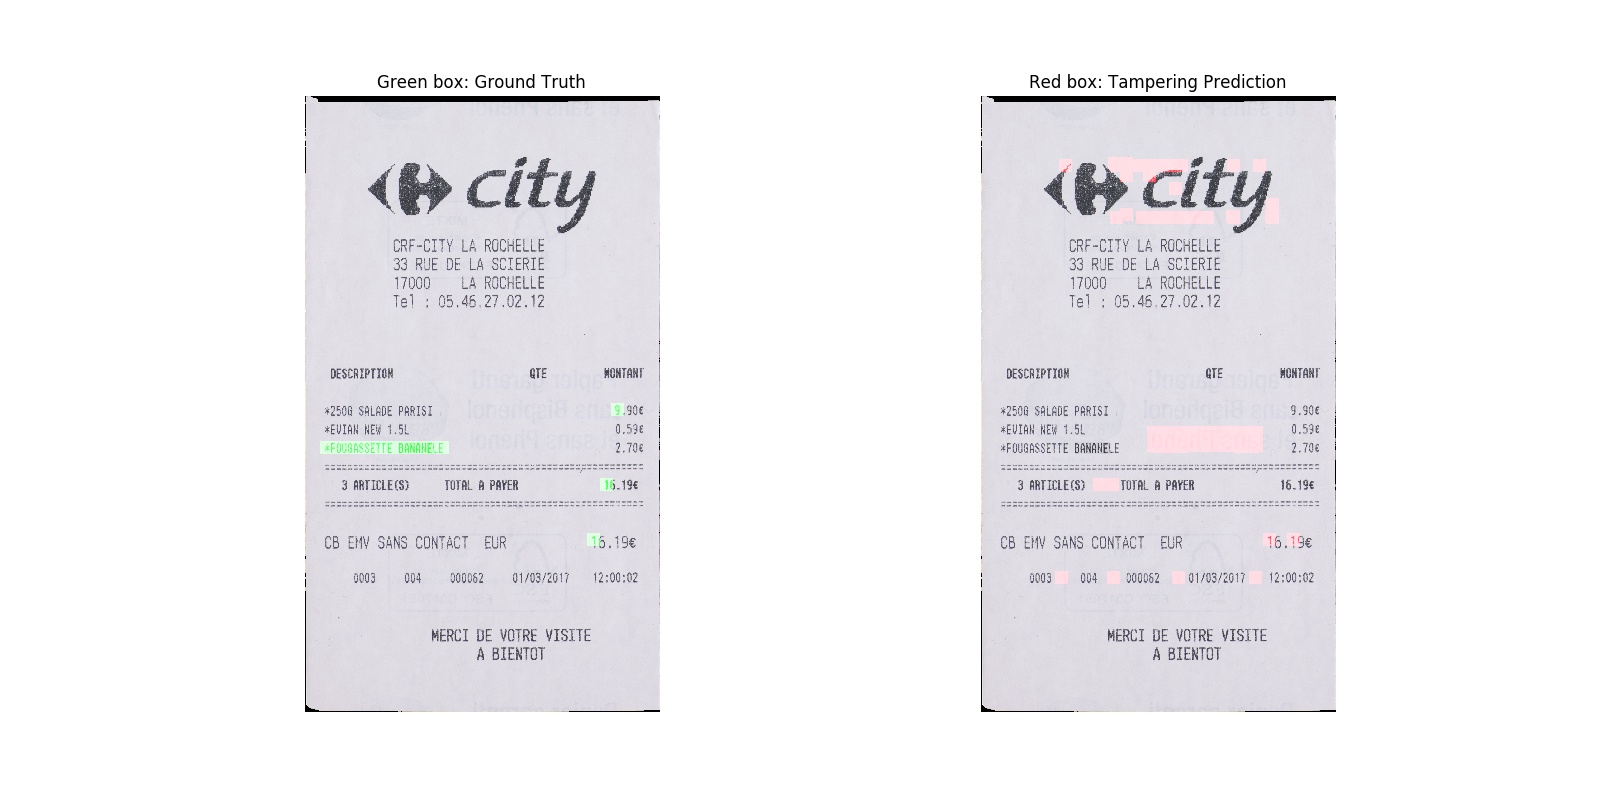 Green box: Ground Truth
city
CRF-CITY LA ROCHELLE
33 RUE DE LA SCIERIE
17000 LA ROCHELLE
Tel : 05.46.27.02.12
DESCRIPTION QTE MONTANT
*250G SALADE PARISI 9.90€
*EVIAN NEW 1.5L 0.59€
*FOUGASSETTE BANANELE 2.70€
3 ARTICLE(S) TOTAL A PAYER 16.19€
CB EMV SANS CONTACT EUR 16.19€
0003 004 000062 01/03/2017 12:00:02
MERCI DE VOTRE VISITE
A BIENTOT
Red box: Tampering Prediction
city
CRF-CITY LA ROCHELLE
33 RUE DE LA SCIERIE
17000 LA ROCHELLE
Tel : 05.46.27.02.12
DESCRIPTION QTE MONTANT
*250G SALADE PARISI 9.90€
*EVIAN NEW 1.5L 0.59€
*FOUGASSETTE BANANELE 2.70€
3 ARTICLE(S) TOTAL A PAYER 16.19€
CB EMV SANS CONTACT EUR 16.19€
0003 004 000062 01/03/2017 12:00:02
MERCI DE VOTRE VISITE
A BIENTOT